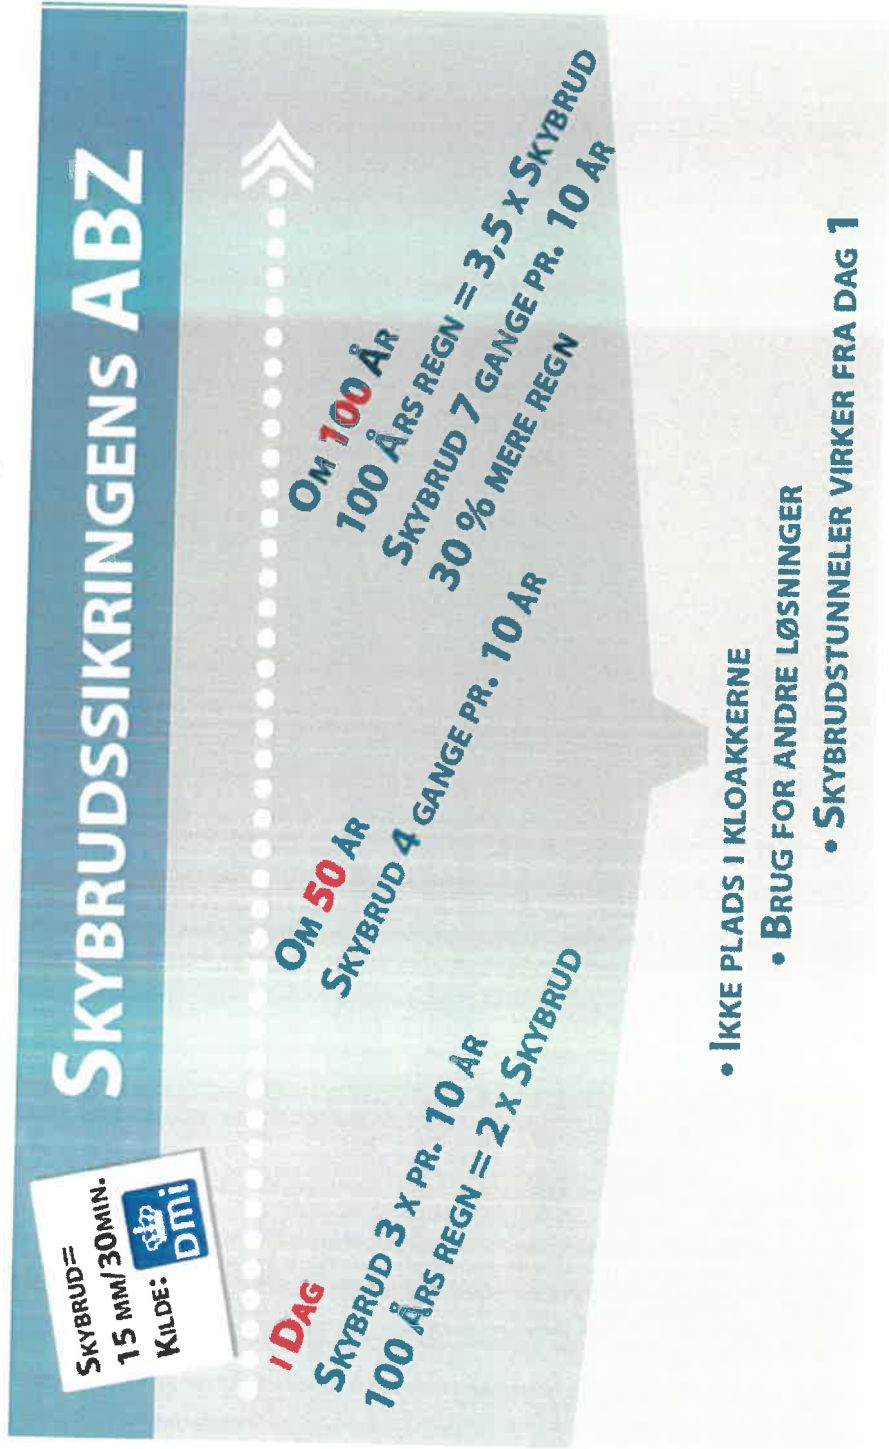 SKYBRUDSSIKRINGENS ABZ
SKYBRUD=
15 MM/30MIN.
KILDE: DMI
I DAG
SKYBRUD 3 X PR. 10 ÅR
100 ÅRS REGN = 2 X SKYBRUD
OM 50 ÅR
SKYBRUD 4 GANGE PR. 10 ÅR
OM 100 ÅR
100 ÅRS REGN = 3,5 X SKYBRUD
SKYBRUD 7 GANGE PR. 10 ÅR
30 % MERE REGN
• IKKE PLADS I KLOAKKERNE
• BRUG FOR ANDRE LØSNINGER
• SKYBRUDSTUNNELER VIRKER FRA DAG 1